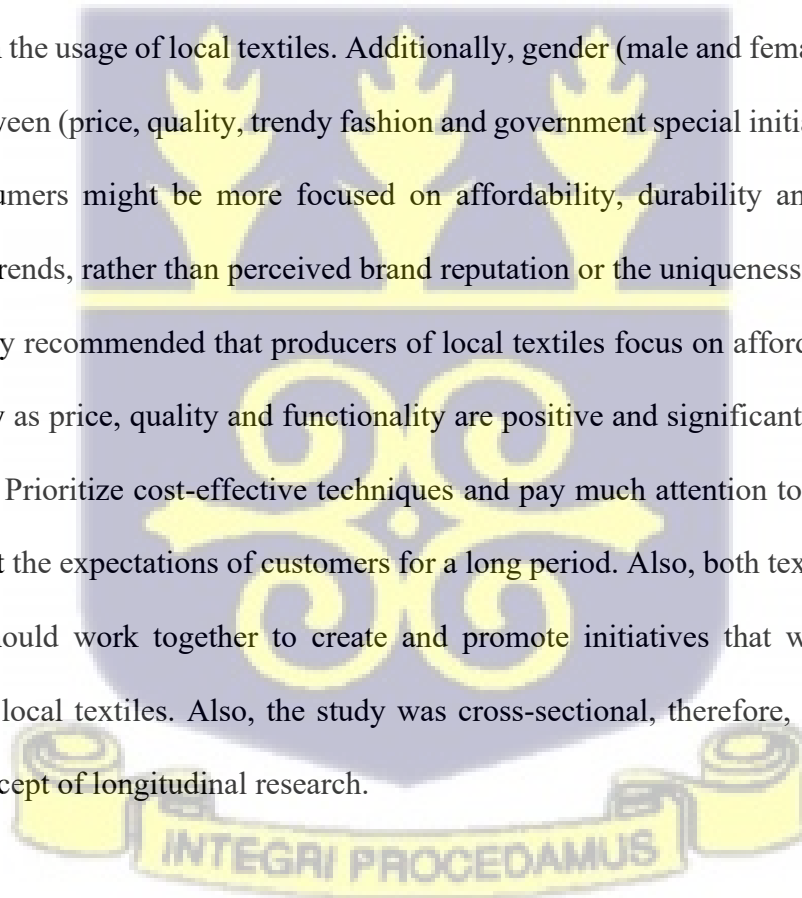 the usage of local textiles. Additionally, gender (male and fema
ween (price, quality, trendy fashion and government special initia
umers might be more focused on affordability, durability an
rends, rather than perceived brand reputation or the uniqueness
y recommended that producers of local textiles focus on afford
y as price, quality and functionality are positive and significant
Prioritize cost-effective techniques and pay much attention to
t the expectations of customers for a long period. Also, both tex
hould work together to create and promote initiatives that w
local textiles. Also, the study was cross-sectional, therefore,
cept of longitudinal research.
INTEGRI PROCEDAMUS